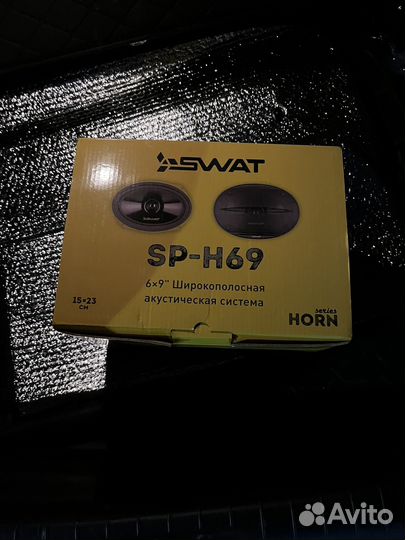 SWAT
SP-H69
6×9" Широкополосная
акустическая система
15×23
см
series
HORN
Avito